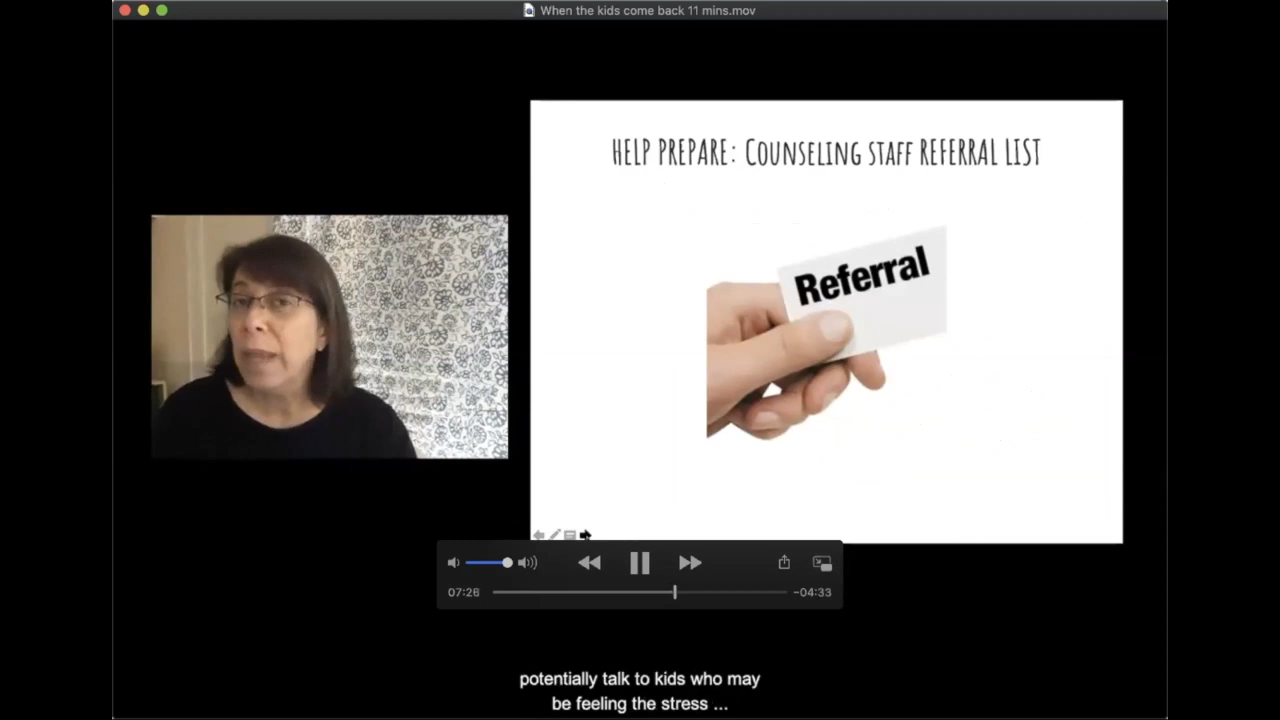 When the kids come back 11 mins.mov
HELP PREPARE: COUNSELING STAFF REFERRAL LIST
Referral
07:26
-04:33
potentially talk to kids who may
be feeling the stress ...